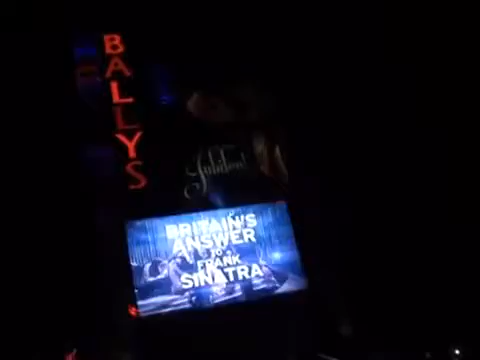 BALLYS
Jubilee!
BRITAIN'S
ANSWER
TO
FRANK
SINATRA